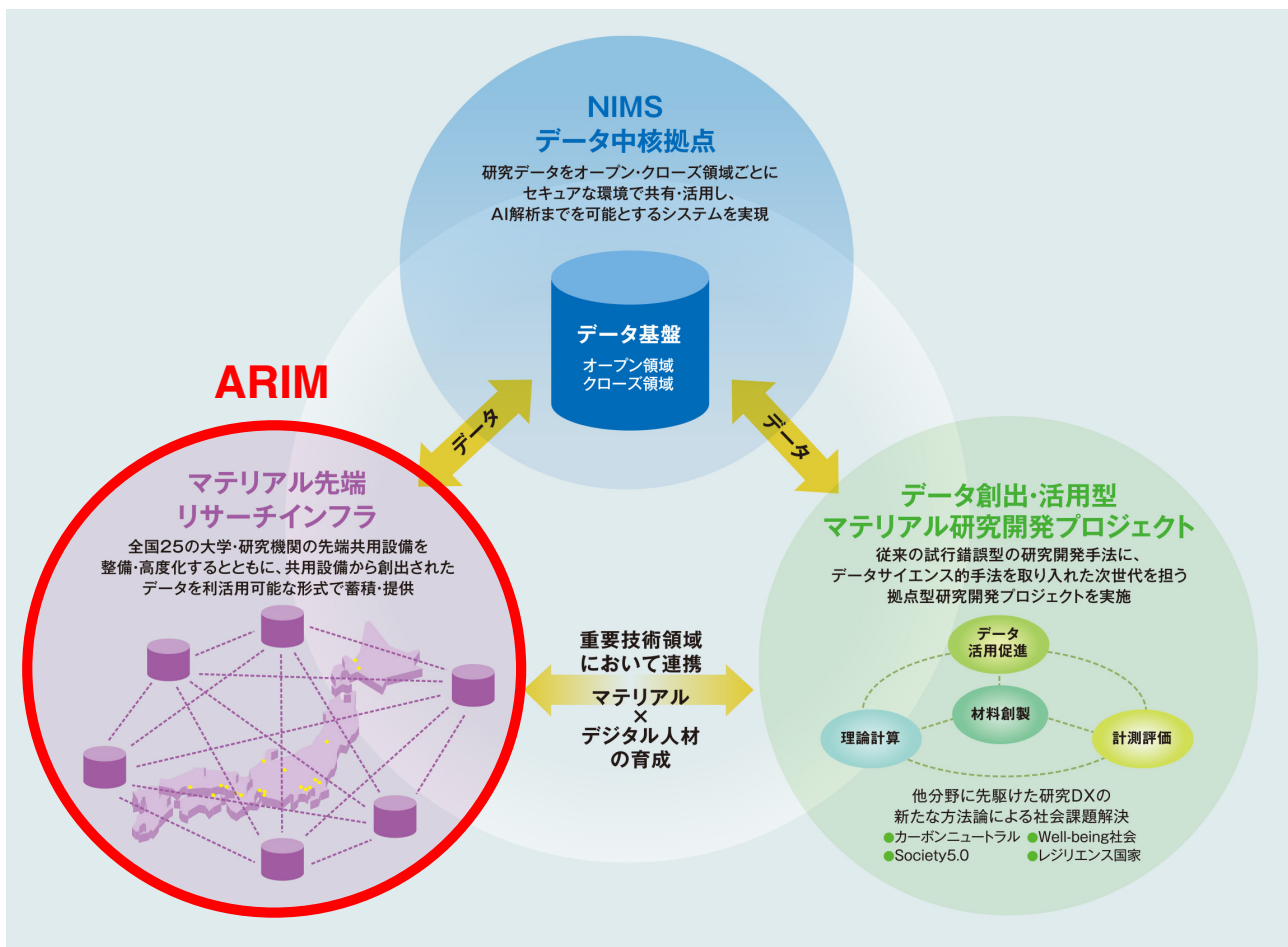 NIMS
データ中核拠点
研究データをオープン・クローズ領域ごとに
セキュアな環境で共有・活用し、
AI解析までを可能とするシステムを実現
データ基盤
オープン領域
クローズ領域
データ
データ
ARIM
マテリアル先端
リサーチインフラ
全国25の大学・研究機関の先端共用設備を
整備・高度化するとともに、共用設備から創出された
データを利活用可能な形式で蓄積・提供
重要技術領域
において連携
マテリアル
×
デジタル人材
の育成
データ創出・活用型
マテリアル研究開発プロジェクト
従来の試行錯誤型の研究開発手法に、
データサイエンス的手法を取り入れた次世代を担う
拠点型研究開発プロジェクトを実施
データ
活用促進
材料創製
理論計算
計測評価
他分野に先駆けた研究DXの
新たな方法論による社会課題解決
●カーボンニュートラル ●Well-being社会
●Society5.0 ●レジリエンス国家